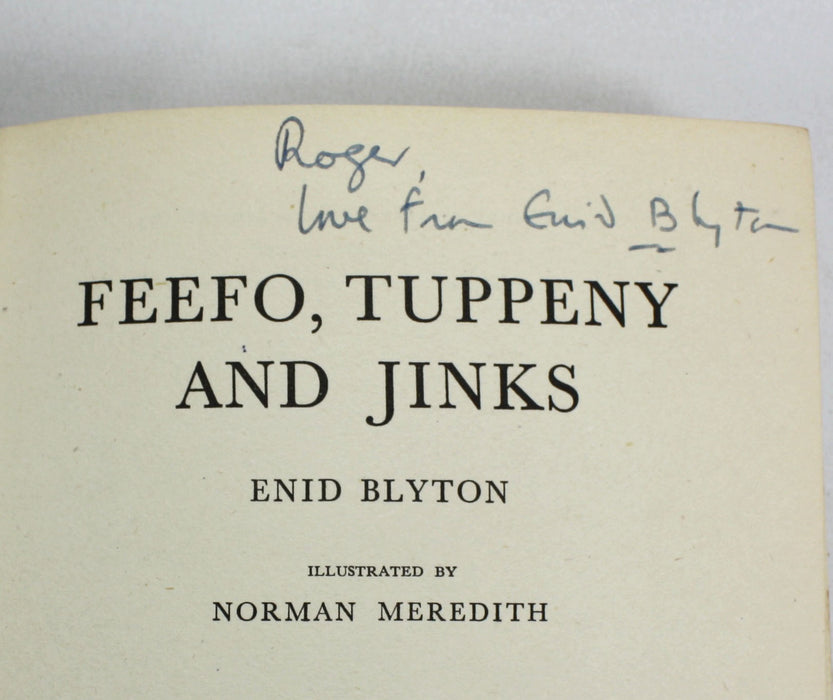 Roger,
love from Enid Blyton
FEEFO, TUPPENY
AND JINKS
ENID BLYTON
ILLUSTRATED BY
NORMAN MEREDITH